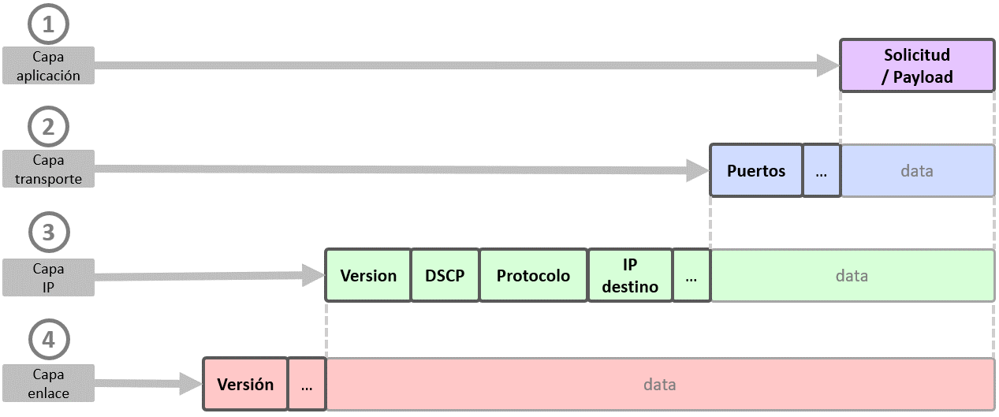 1
Capa
aplicación
Solicitud
/ Payload
2
Capa
transporte
Puertos
...
data
3
Capa
IP
Version
DSCP
Protocolo
IP
destino
...
data
4
Capa
enlace
Versión
...
data